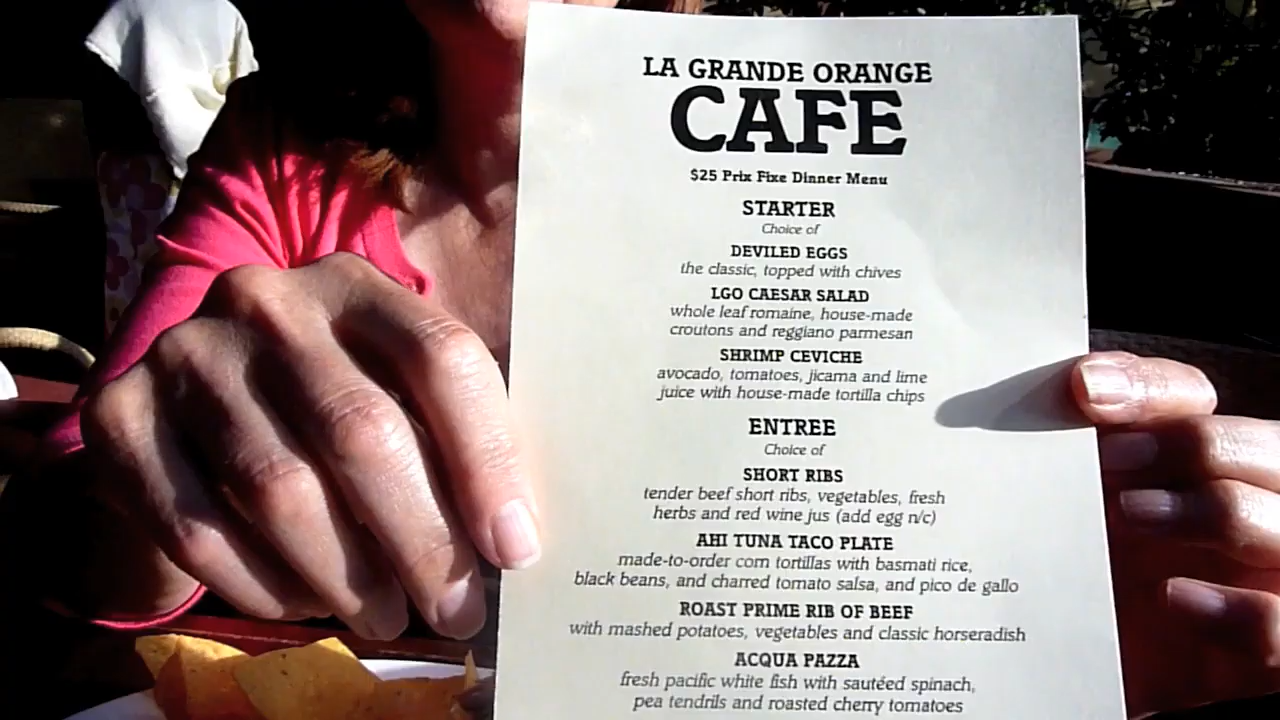 LA GRANDE ORANGE
CAFE
$25 Prix Fixe Dinner Menu
STARTER
Choice of
DEVILED EGGS
the classic, topped with chives
LGO CAESAR SALAD
whole leaf romaine, house-made
croutons and reggiano parmesan
SHRIMP CEVICHE
avocado, tomatoes, jicama and lime
juice with house-made tortilla chips
ENTREE
Choice of
SHORT RIBS
tender beef short ribs, vegetables, fresh
herbs and red wine jus (add egg n/c)
AHI TUNA TACO PLATE
made-to-order corn tortillas with basmati rice,
black beans, and charred tomato salsa, and pico de gallo
ROAST PRIME RIB OF BEEF
with mashed potatoes, vegetables and classic horseradish
ACQUA PAZZA
fresh pacific white fish with sautéed spinach,
pea tendrils and roasted cherry tomatoes